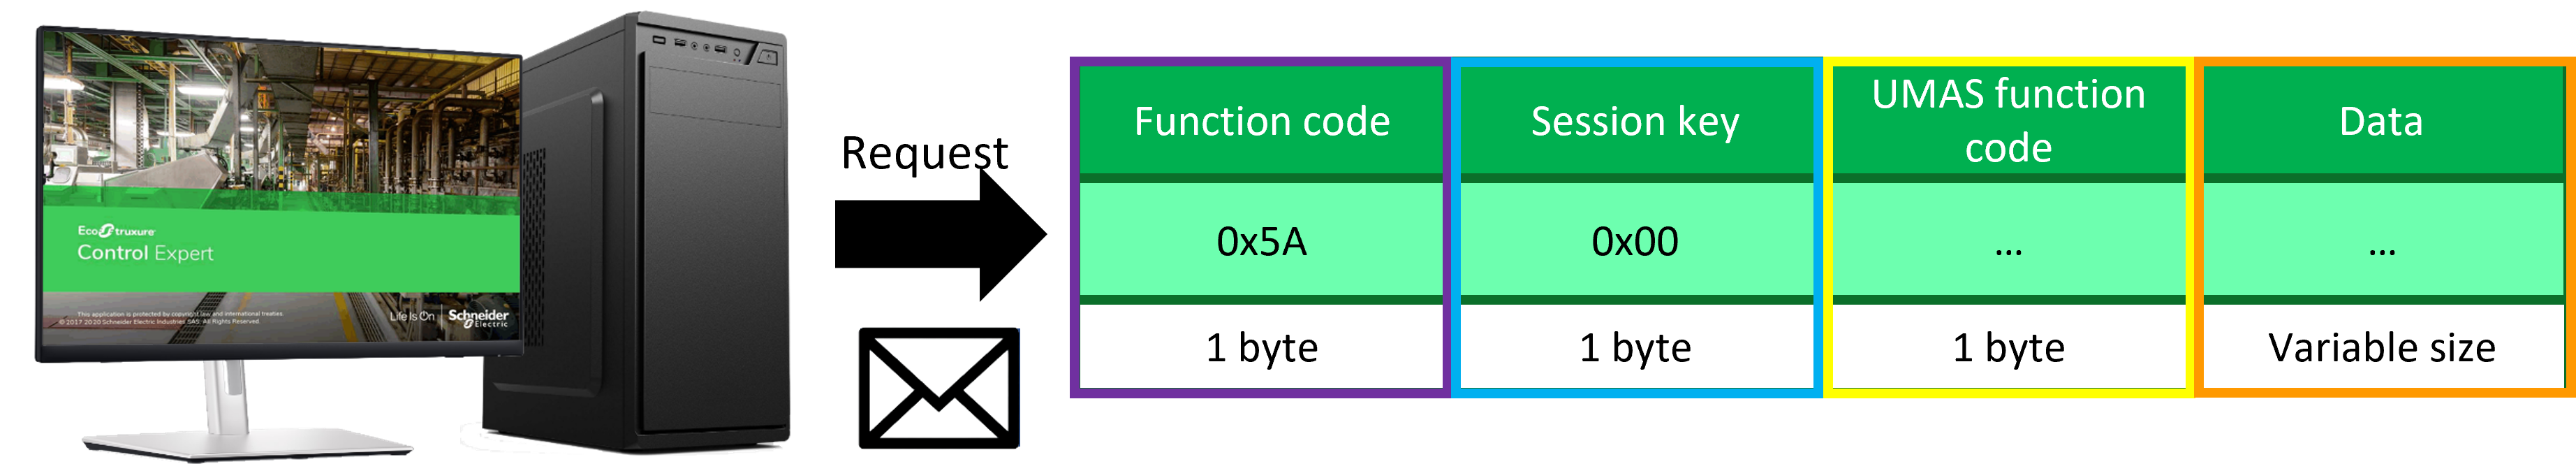 EcoStruxure
Control Expert
This application is protected by copyright law and international treaties.
© 2017 2020 Schneider Electric Industries SAS. All Rights Reserved.
Life Is On
Schneider
Electric
Request
Function code
Session key
UMAS function
code
Data
0x5A
0x00
...
...
1 byte
1 byte
1 byte
Variable size